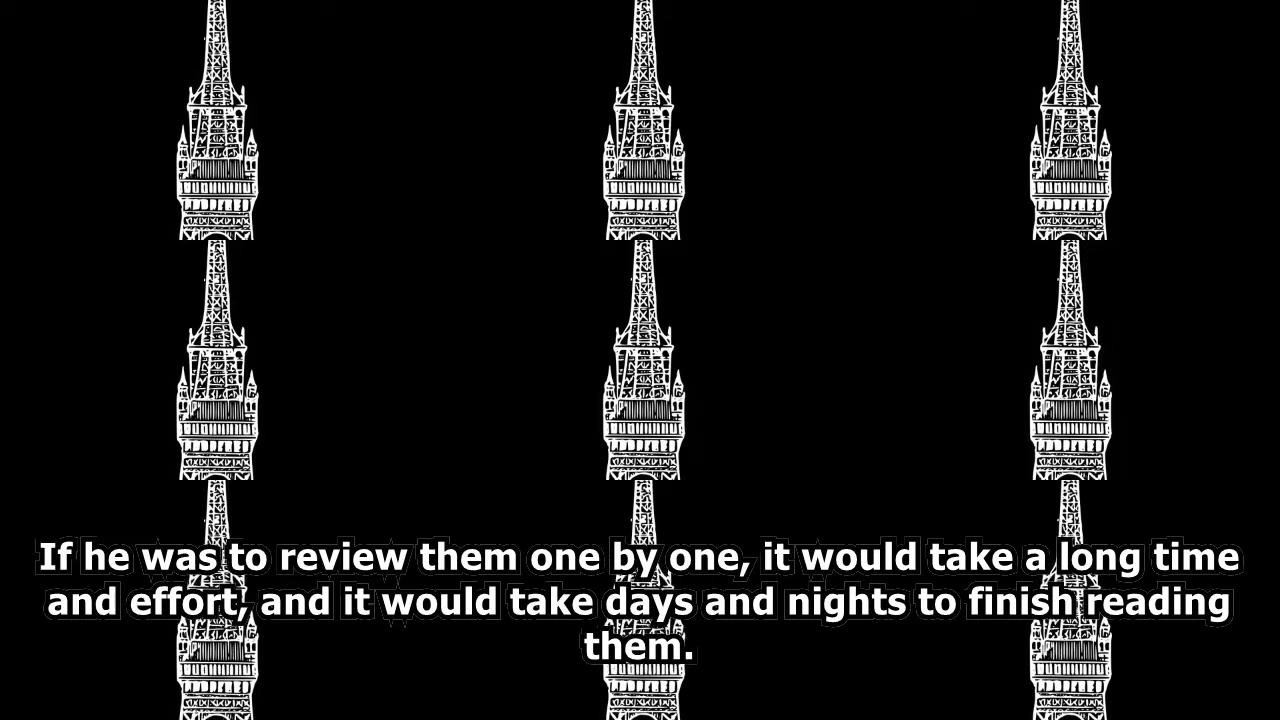 If he was to review them one by one, it would take a long time
and effort, and it would take days and nights to finish reading
them.